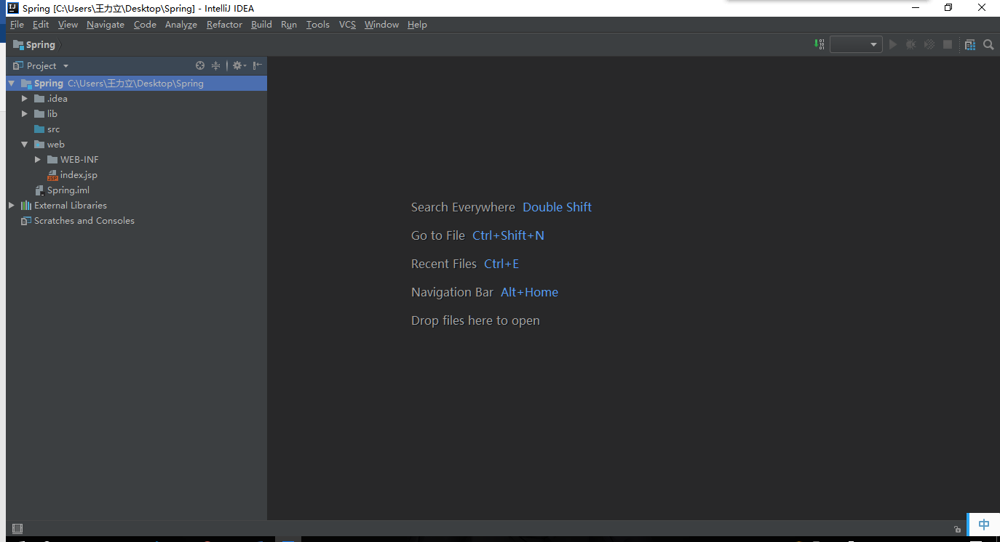 Spring [C:\Users\王力立\Desktop\Spring] - IntelliJ IDEA
File Edit View Navigate Code Analyze Refactor Build Run Tools VCS Window Help
Spring
Project
Spring C:\Users\王力立\Desktop\Spring
.idea
lib
src
web
WEB-INF
index.jsp
Spring.iml
External Libraries
Scratches and Consoles
Search Everywhere Double Shift
Go to File Ctrl+Shift+N
Recent Files Ctrl+E
Navigation Bar Alt+Home
Drop files here to open
中